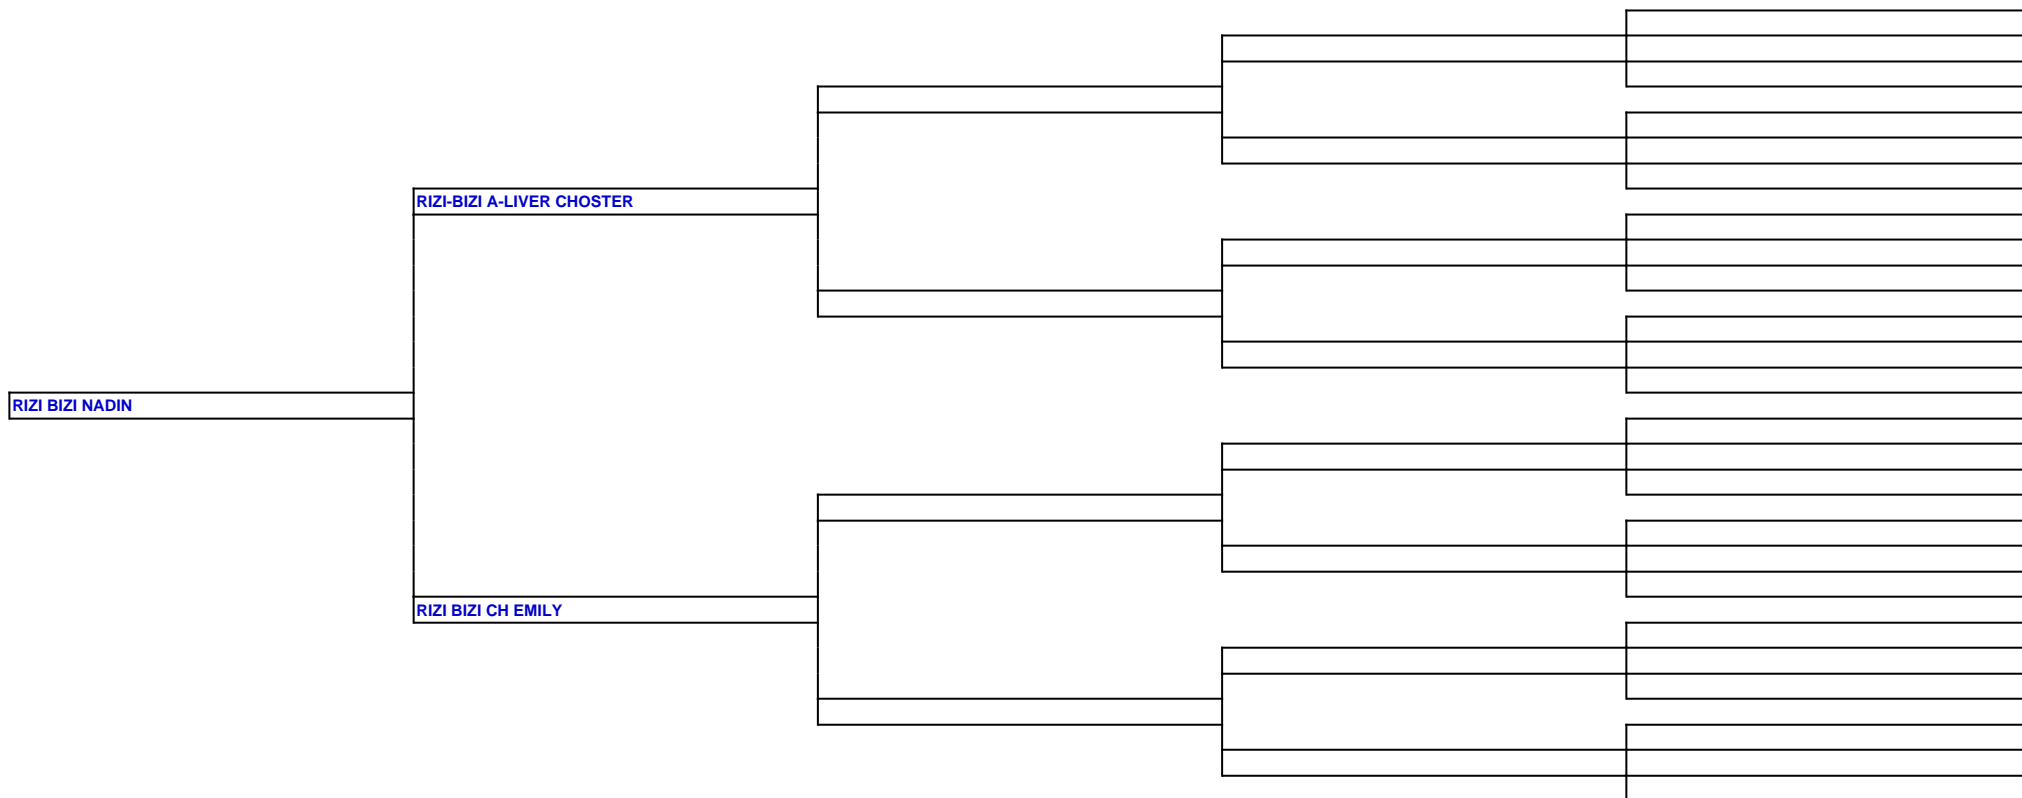 RIZI-BIZI A-LIVER CHOSTER
RIZI BIZI NADIN
RIZI BIZI CH EMILY